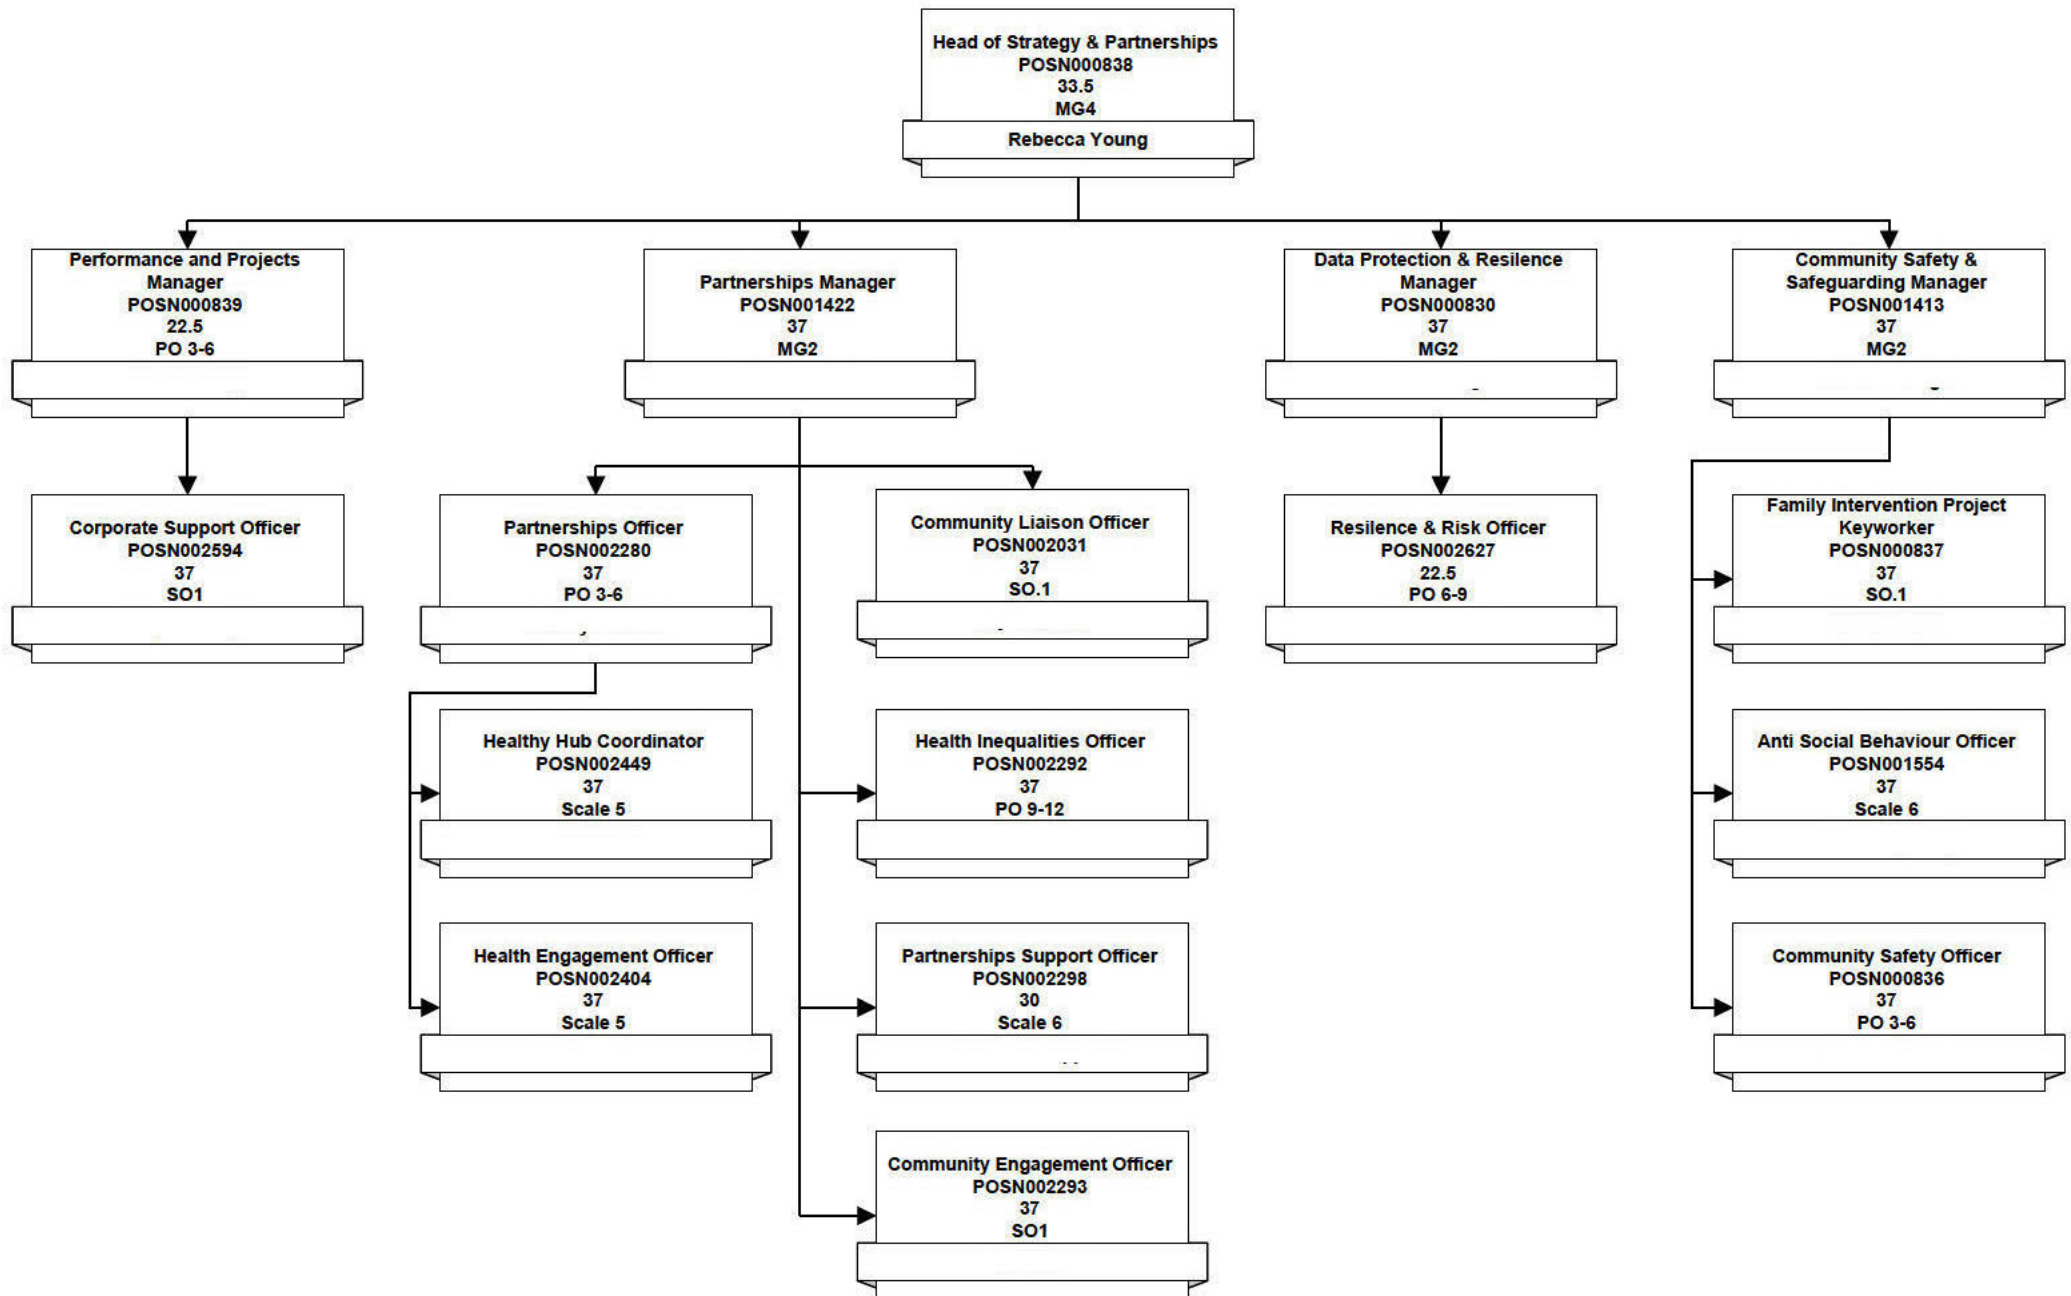 Head of Strategy & Partnerships
POSN000838
33.5
MG4
Rebecca Young
Performance and Projects
Manager
POSN000839
22.5
PO 3-6
Partnerships Manager
POSN001422
37
MG2
Data Protection & Resilence
Manager
POSN000830
37
MG2
Community Safety &
Safeguarding Manager
POSN001413
37
MG2
Corporate Support Officer
POSN002594
37
SO1
Partnerships Officer
POSN002280
37
PO 3-6
Community Liaison Officer
POSN002031
37
SO.1
Resilence & Risk Officer
POSN002627
22.5
PO 6-9
Family Intervention Project
Keyworker
POSN000837
37
SO.1
Healthy Hub Coordinator
POSN002449
37
Scale 5
Health Inequalities Officer
POSN002292
37
PO 9-12
Anti Social Behaviour Officer
POSN001554
37
Scale 6
Health Engagement Officer
POSN002404
37
Scale 5
Partnerships Support Officer
POSN002298
30
Scale 6
Community Safety Officer
POSN000836
37
PO 3-6
Community Engagement Officer
POSN002293
37
SO1